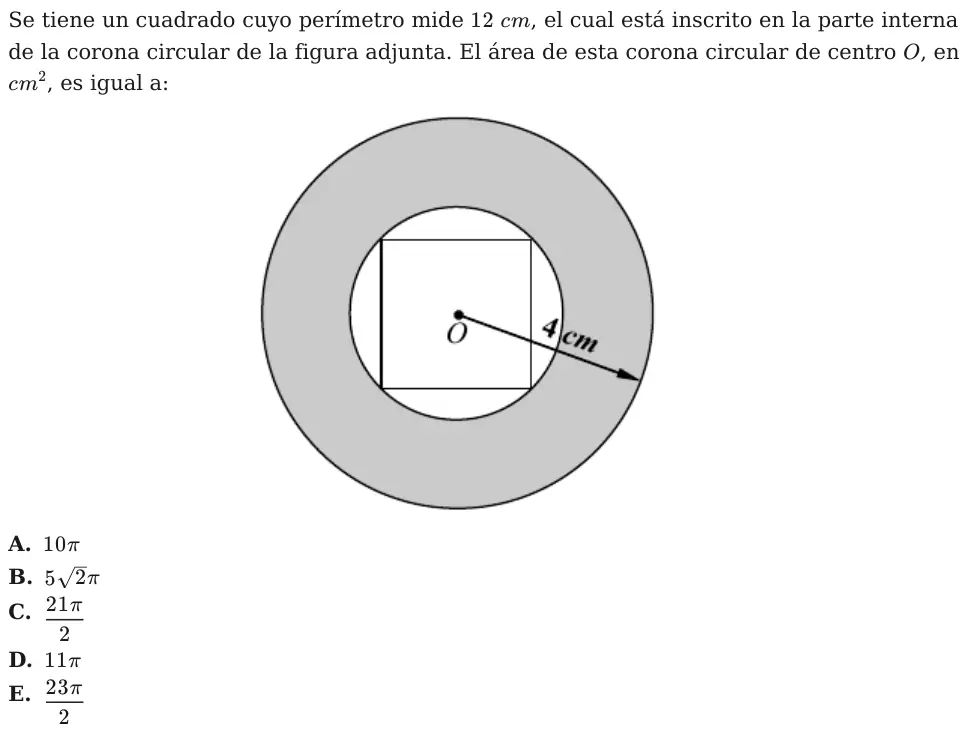 Se tiene un cuadrado cuyo perímetro mide 12 cm, el cual está inscrito en la parte interna
de la corona circular de la figura adjunta. El área de esta corona circular de centro O, en
cm², es igual a:
O
4 cm
A. 10π
B. 5√2π
C. 21π/2
D. 11π
E. 23π/2